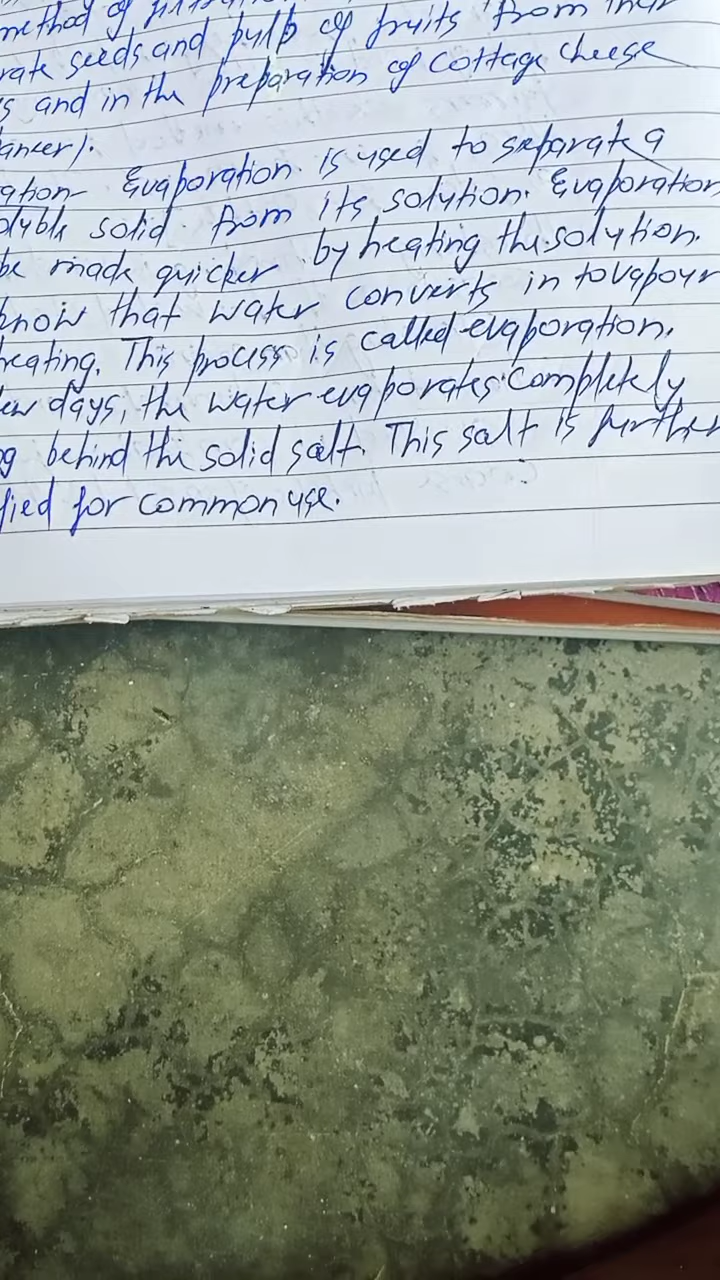 method of
rate seeds and pulp of fruits from their
s and in the preparation of cottage cheese
aneer).
ation- Evaporation is used to separate a
oluble solid from its solution. Evaporation
be made quicker by heating the solution.
know that water converts in to vapour
heating. This process is called evaporation.
ew days, the water evaporates completely
ng behind the solid salt. This salt is further
fied for common use.